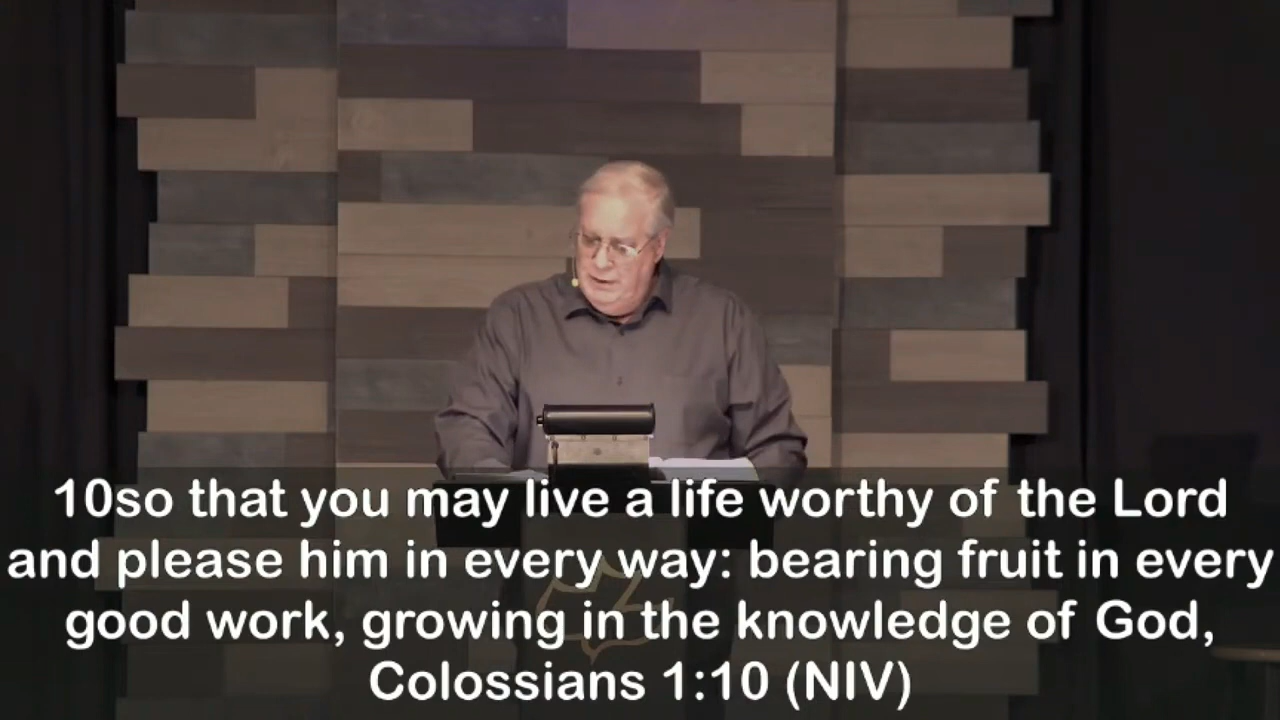 10so that you may live a life worthy of the Lord
and please him in every way: bearing fruit in every
good work, growing in the knowledge of God,
Colossians 1:10 (NIV)